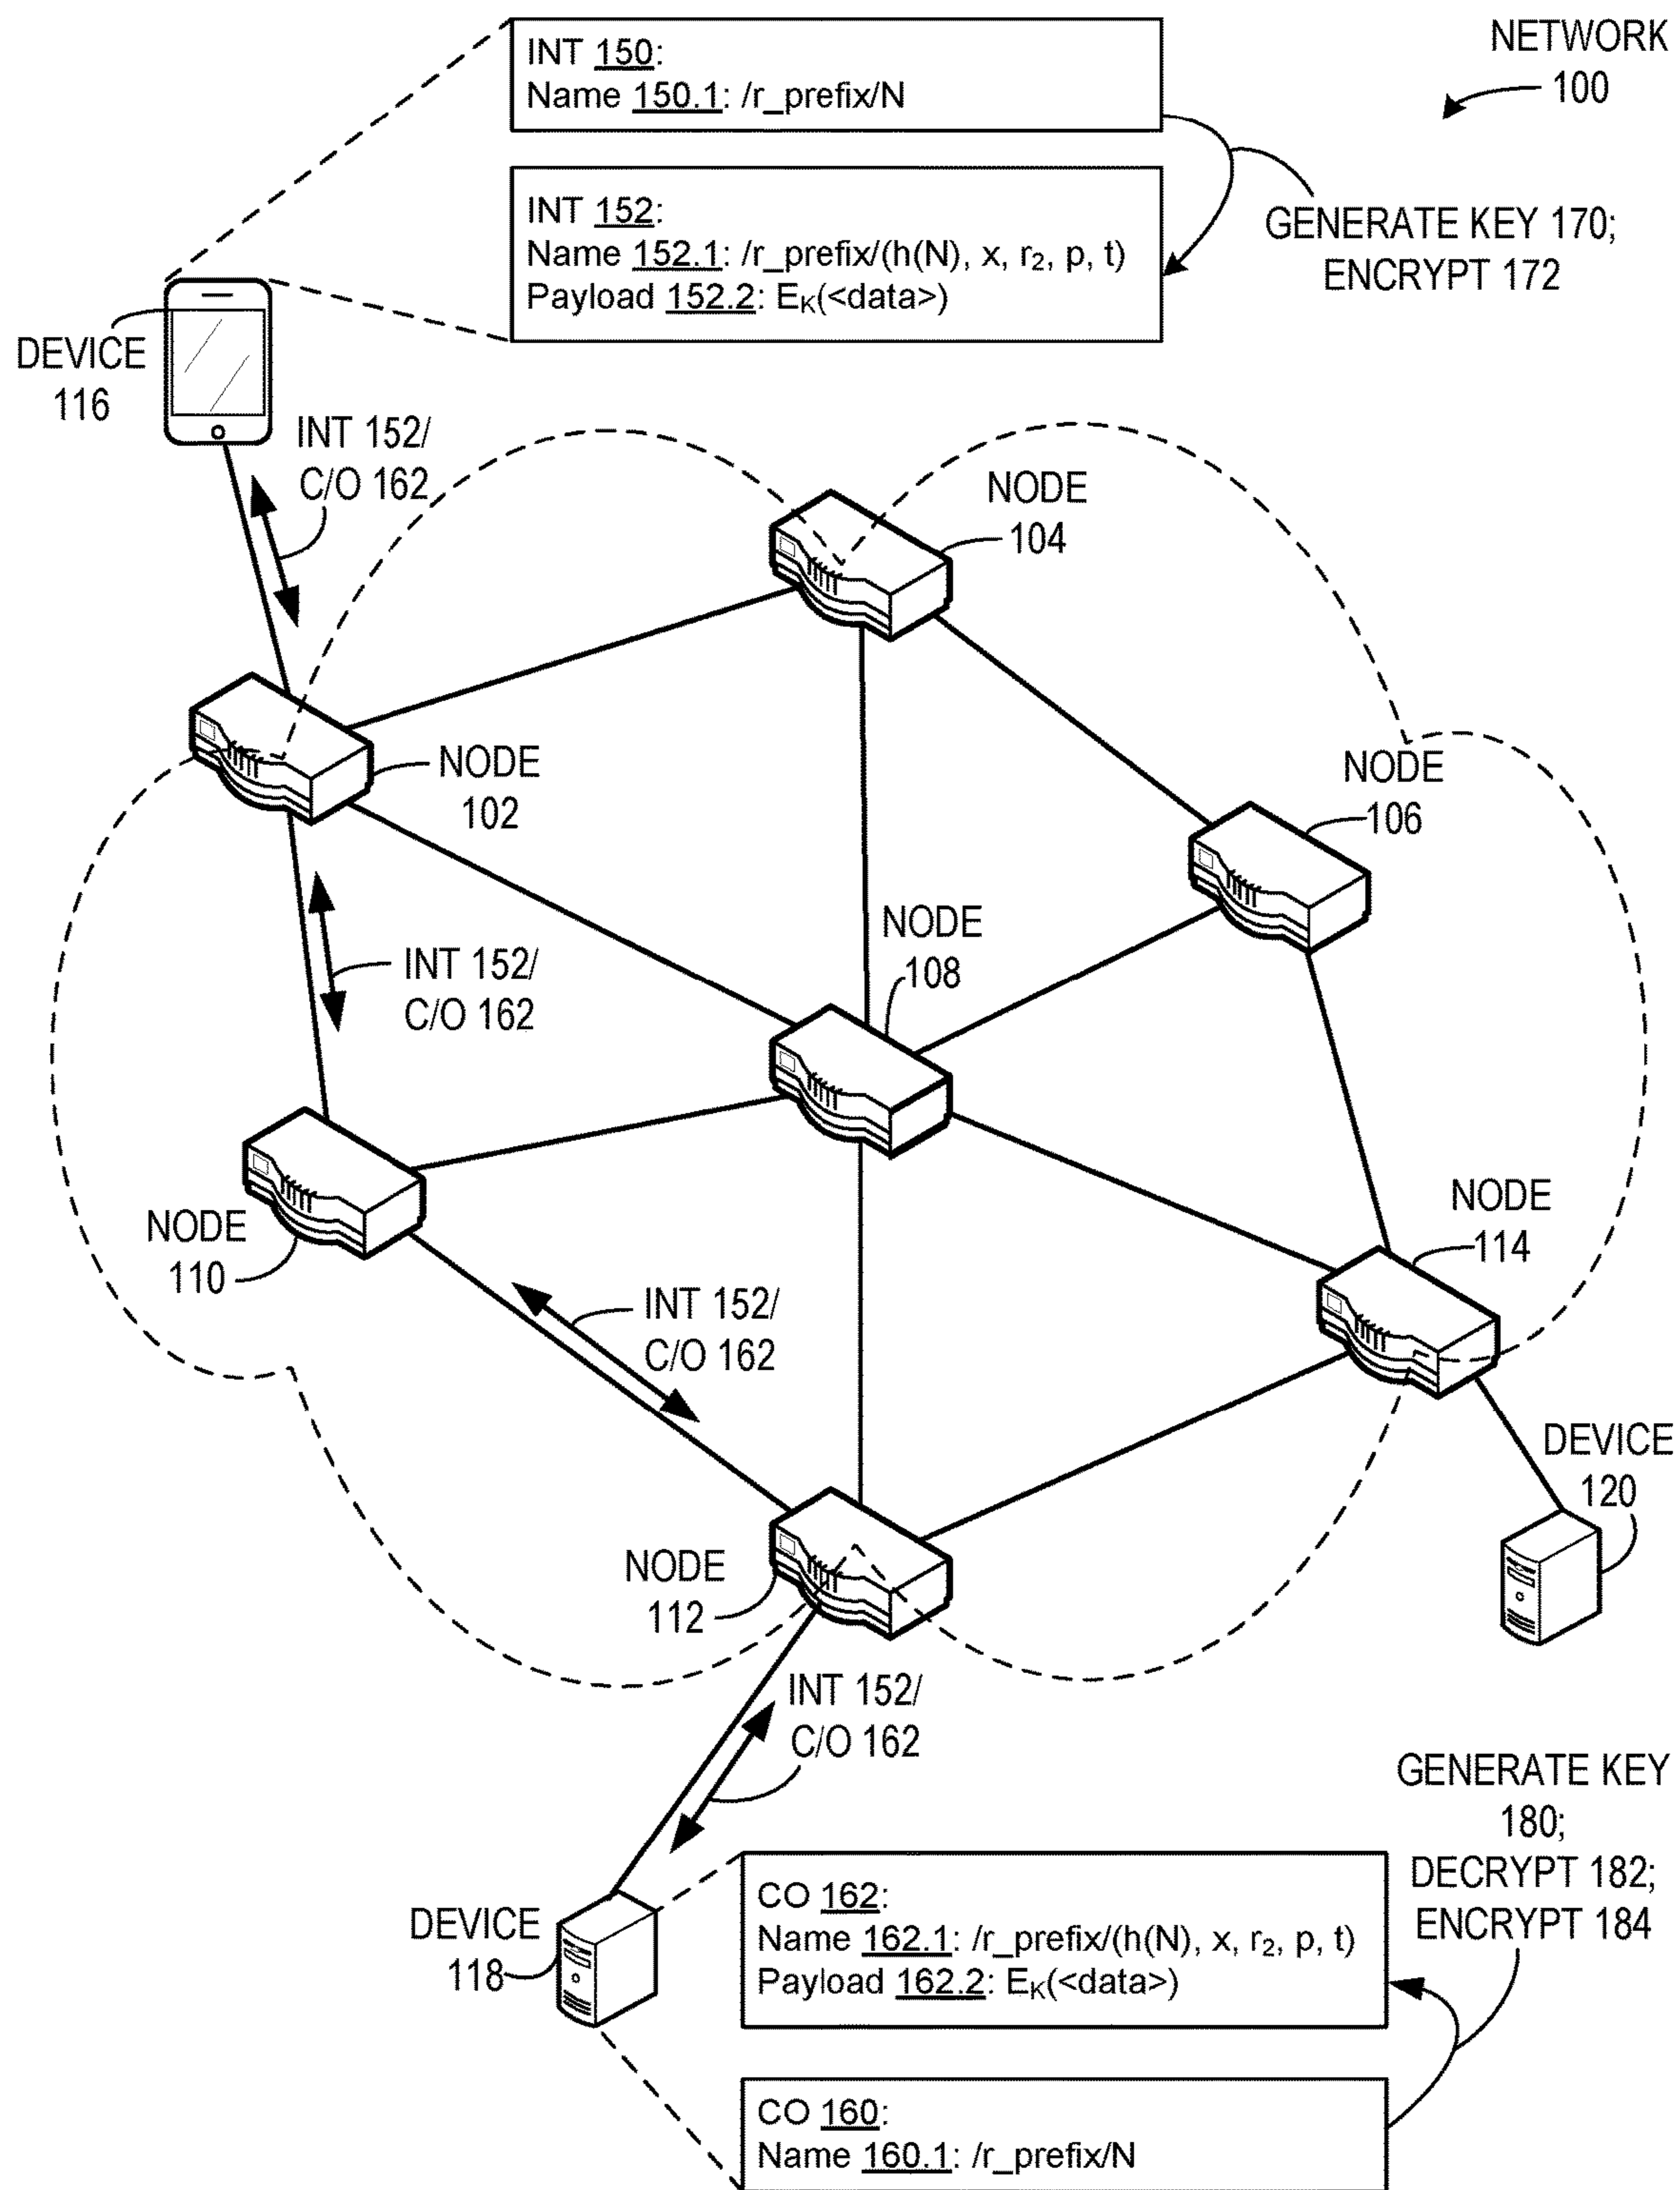 INT 150:
Name 150.1: /r_prefix/N
NETWORK
100
INT 152:
Name 152.1: /r_prefix/(h(N), x, r₂, p, t)
Payload 152.2: E_K(<data>)
GENERATE KEY 170;
ENCRYPT 172
DEVICE
116
INT 152/
C/O 162
NODE
104
NODE
102
NODE
106
NODE
108
INT 152/
C/O 162
NODE
110
NODE
114
INT 152/
C/O 162
DEVICE
120
NODE
112
INT 152/
C/O 162
GENERATE KEY
180;
DECRYPT 182;
ENCRYPT 184
DEVICE
118
CO 162:
Name 162.1: /r_prefix/(h(N), x, r₂, p, t)
Payload 162.2: E_K(<data>)
CO 160:
Name 160.1: /r_prefix/N